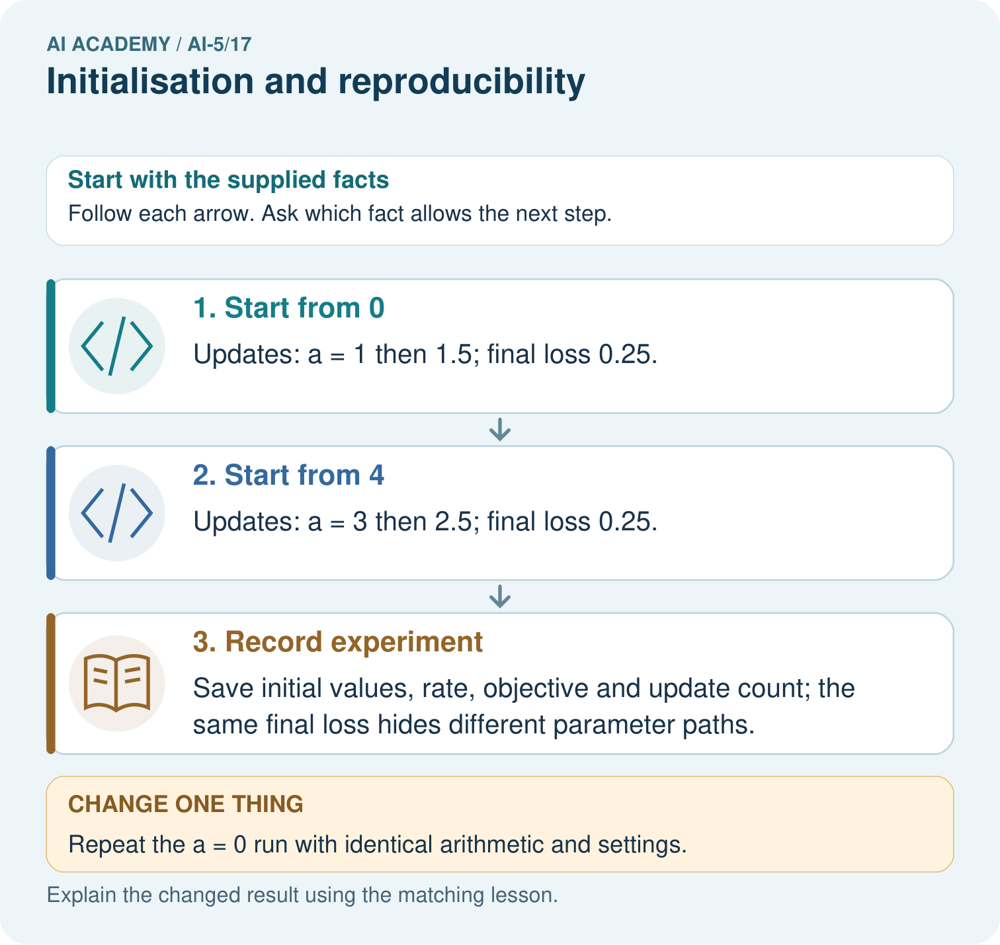 AI ACADEMY / AI-5/17
Initialisation and reproducibility
Start with the supplied facts
Follow each arrow. Ask which fact allows the next step.
1. Start from 0
Updates: a = 1 then 1.5; final loss 0.25.
2. Start from 4
Updates: a = 3 then 2.5; final loss 0.25.
3. Record experiment
Save initial values, rate, objective and update count; the
same final loss hides different parameter paths.
CHANGE ONE THING
Repeat the a = 0 run with identical arithmetic and settings.
Explain the changed result using the matching lesson.